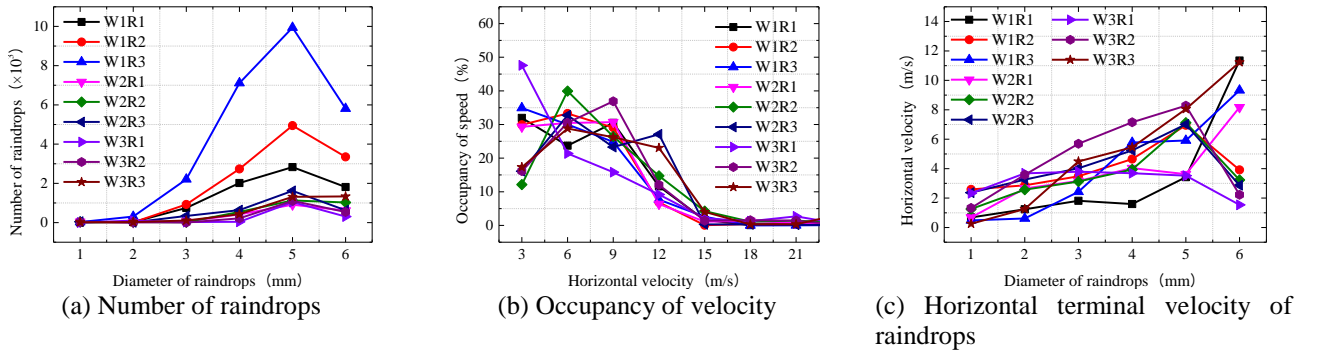 W1R1
W1R2
W1R3
W2R1
W2R2
W2R3
W3R1
W3R2
W3R3
10
8
6
4
2
0
1 2 3 4 5 6
Number of raindrops (×10³)
Diameter of raindrops (mm)
(a) Number of raindrops
W1R1
W1R2
W1R3
W2R1
W2R2
W2R3
W3R1
W3R2
W3R3
60
50
40
30
20
10
0
3 6 9 12 15 18 21
Occupancy of speed (%)
Horizontal velocity (m/s)
(b) Occupancy of velocity
W1R1 W3R1
W1R2 W3R2
W1R3 W3R3
W2R1
W2R2
W2R3
14
12
10
8
6
4
2
0
1 2 3 4 5 6
Horizontal velocity (m/s)
Diameter of raindrops (mm)
(c) Horizontal terminal velocity of
raindrops